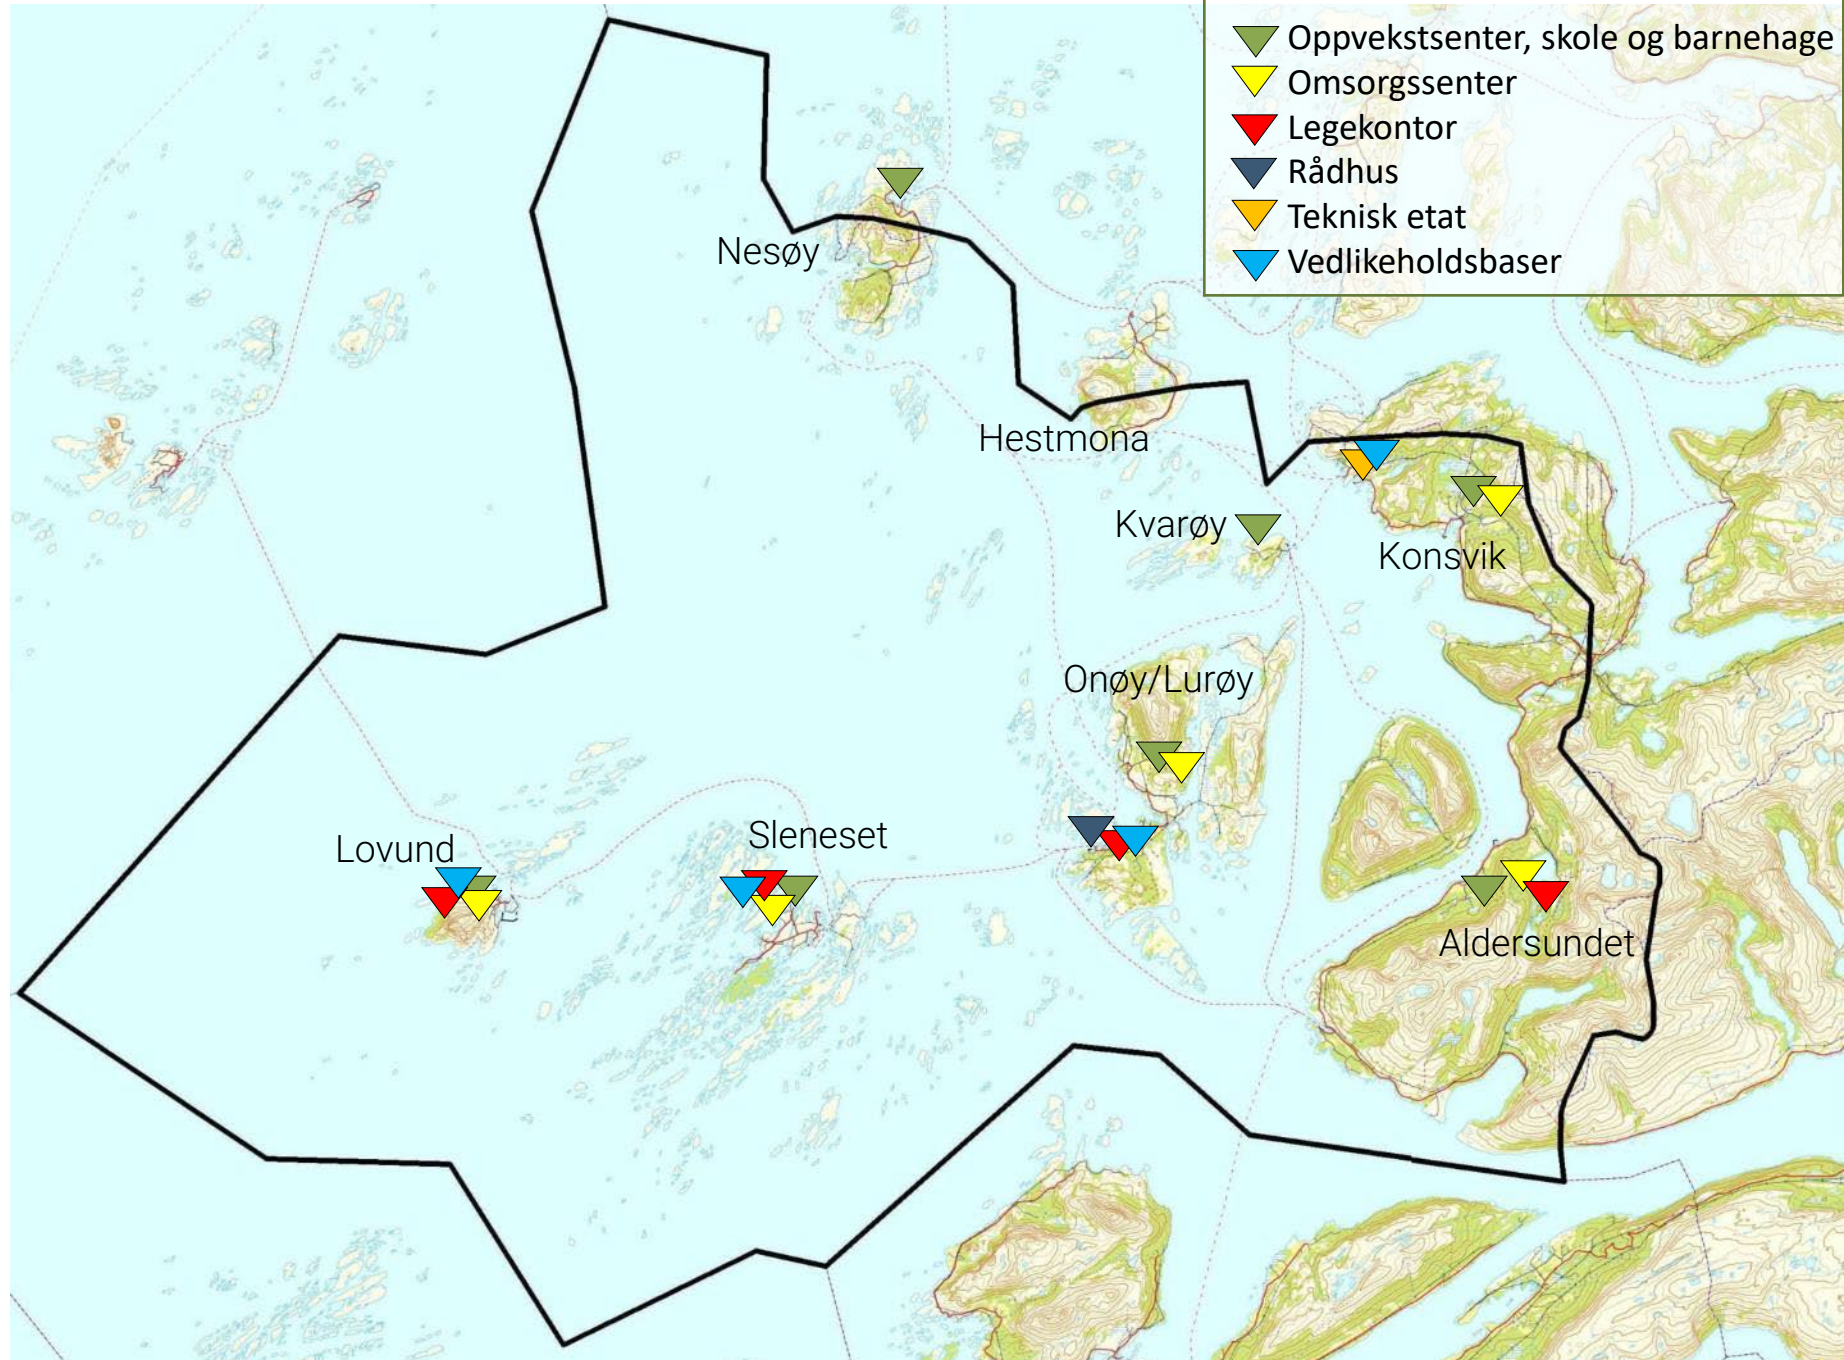 Oppvekstsenter, skole og barnehage
Omsorgssenter
Legekontor
Rådhus
Teknisk etat
Vedlikeholdsbaser
Nesøy
Hestmona
Kvarøy
Konsvik
Onøy/Lurøy
Lovund
Sleneset
Aldersundet